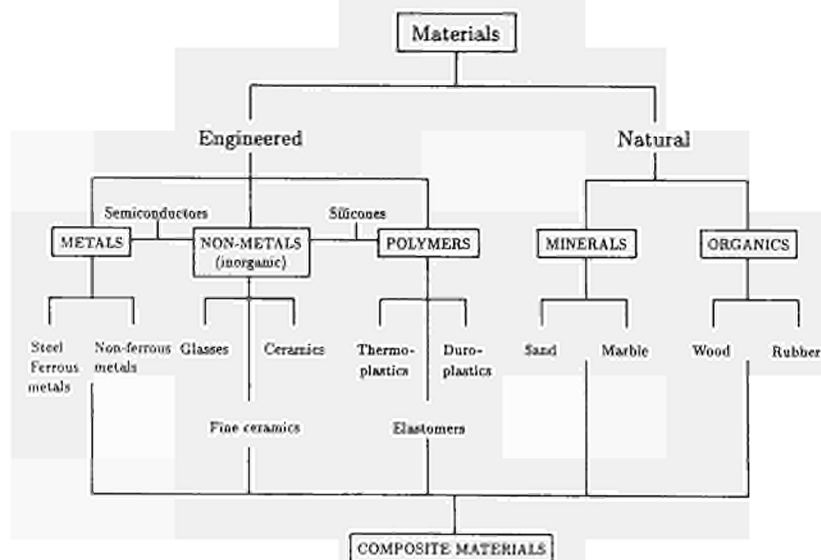 Materials
Engineered
Natural
Semiconductors
Silicones
METALS
NON-METALS
(inorganic)
POLYMERS
MINERALS
ORGANICS
Steel
Ferrous
metals
Non-ferrous
metals
Glasses
Ceramics
Thermo-
plastics
Duro-
plastics
Sand
Marble
Wood
Rubber
Fine ceramics
Elastomers
COMPOSITE MATERIALS